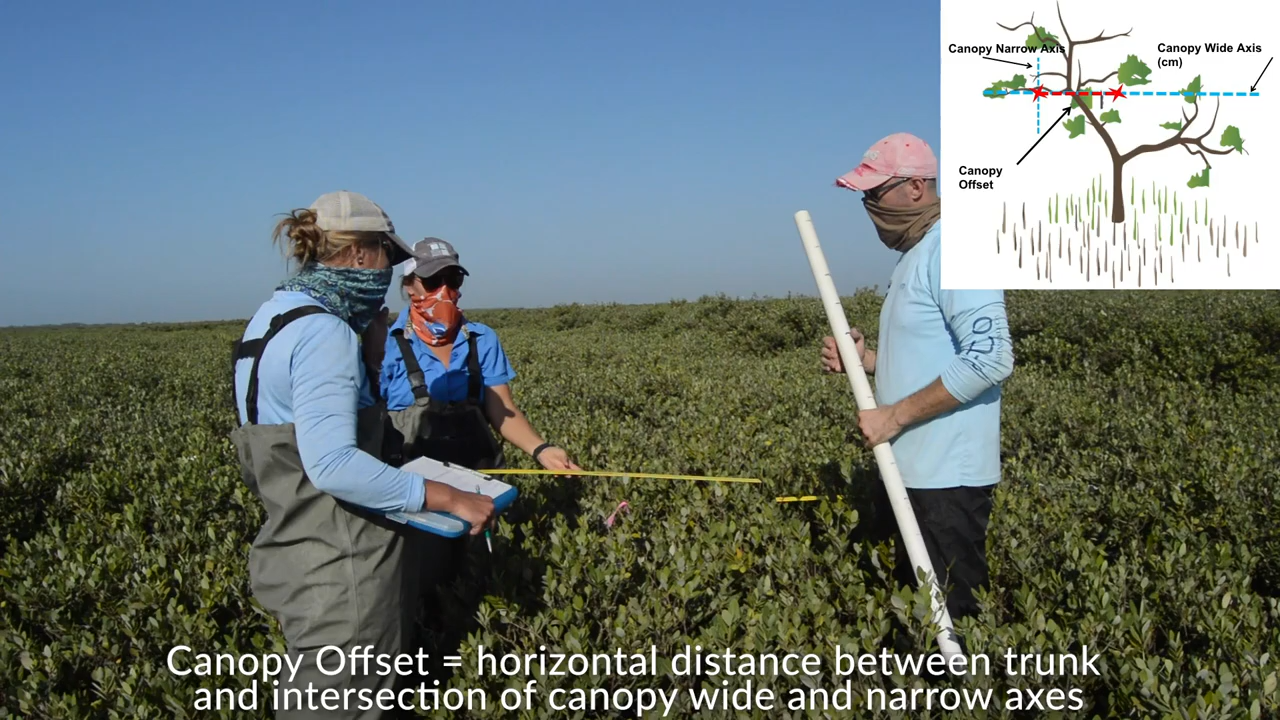 Canopy Narrow Axis
Canopy Wide Axis
(cm)
Canopy
Offset
Canopy Offset = horizontal distance between trunk
and intersection of canopy wide and narrow axes